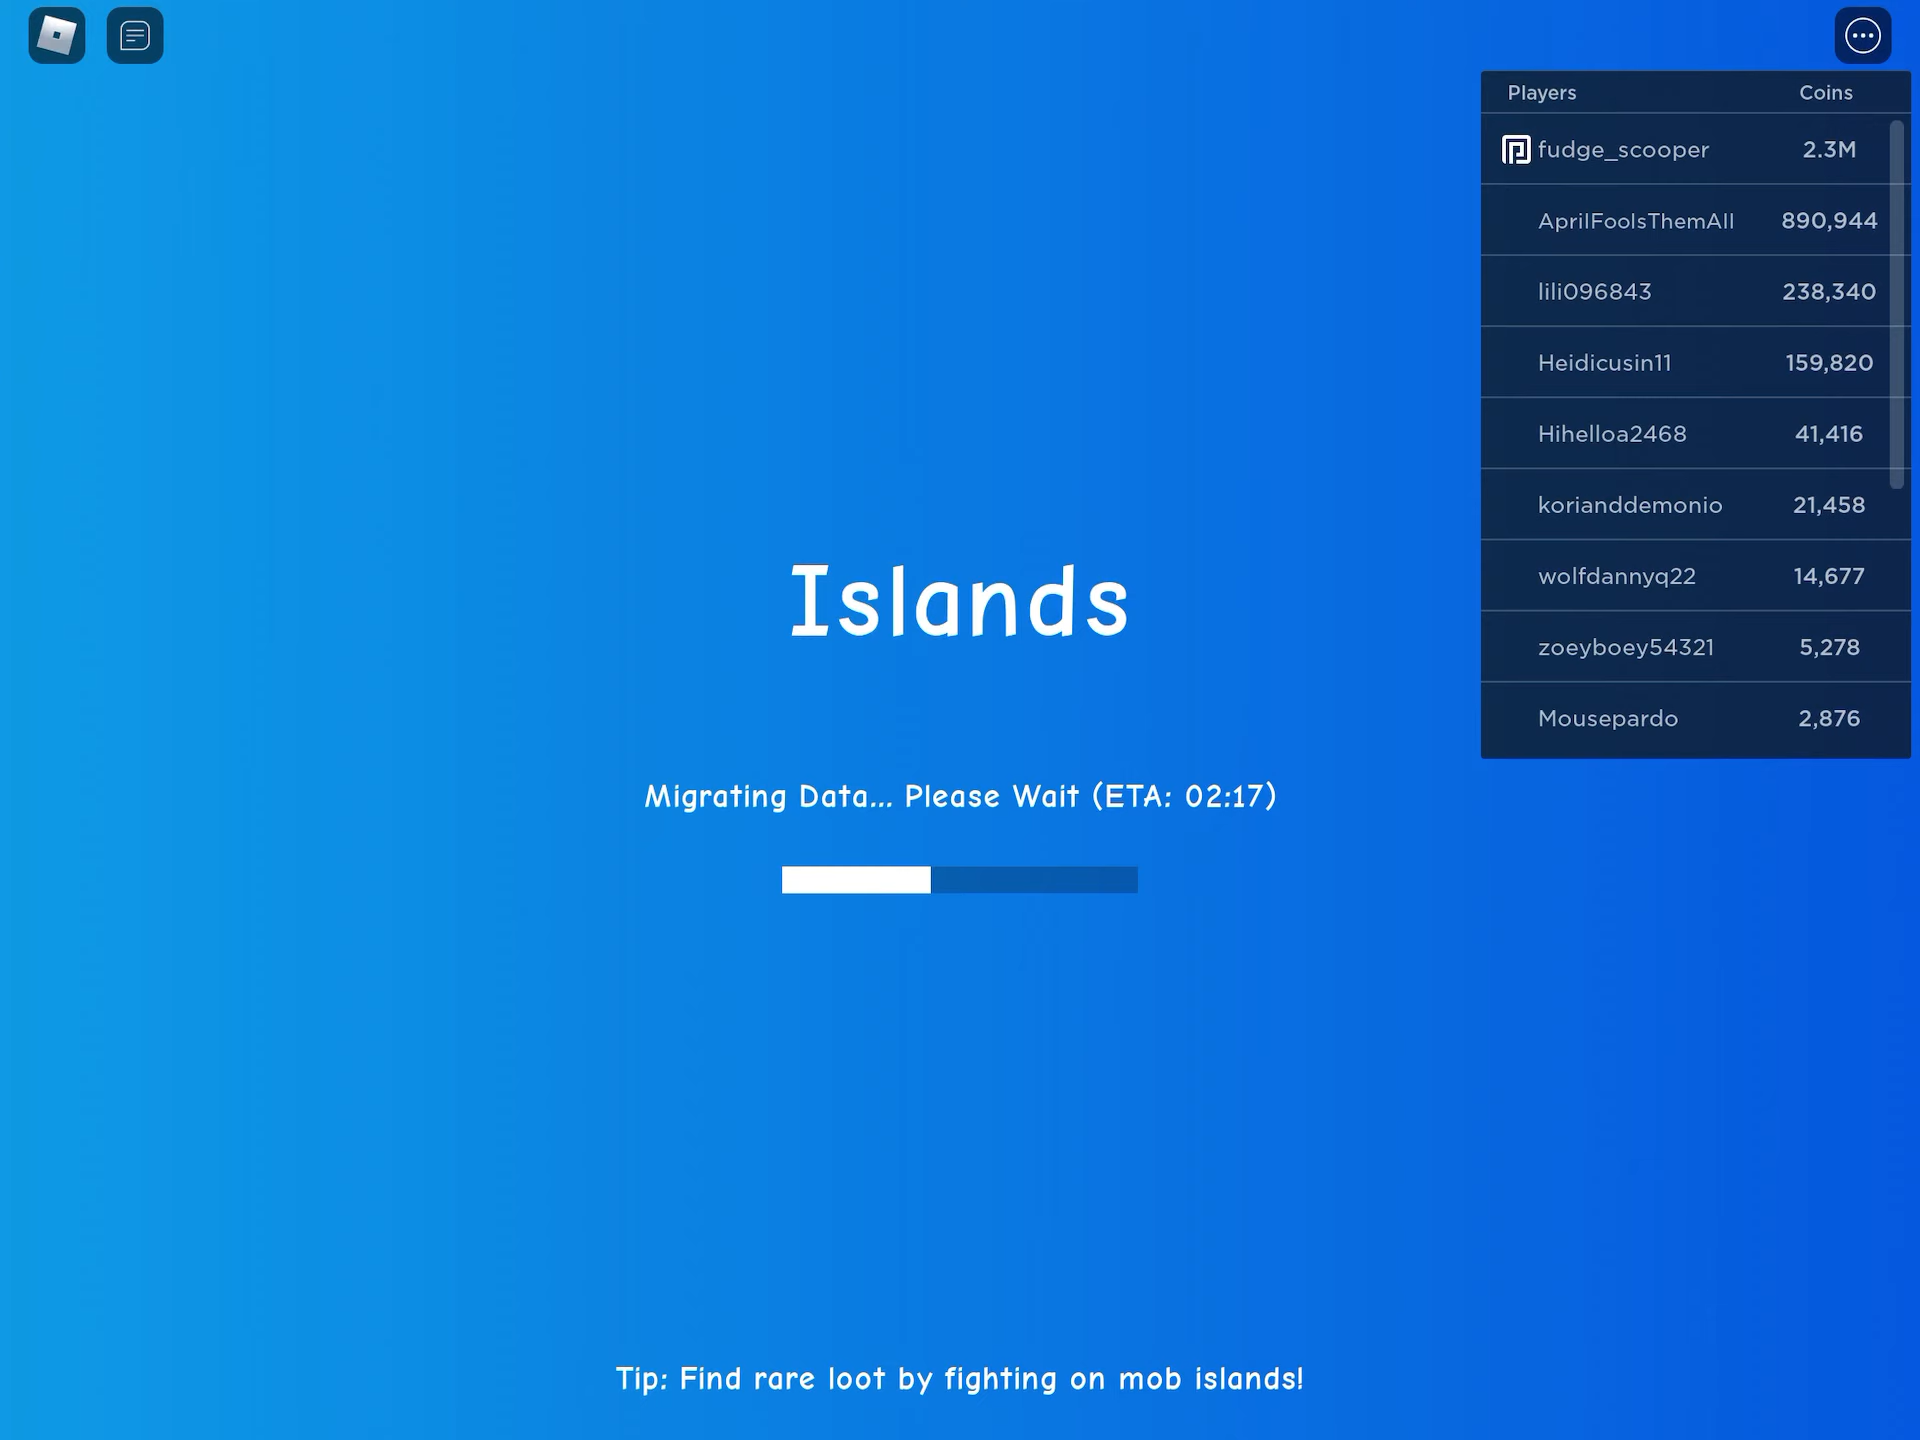 Players Coins
fudge_scooper 2.3M
AprilFoolsThemAll 890,944
lili096843 238,340
Heidicusin11 159,820
Hihelloa2468 41,416
korianddemonio 21,458
wolfdannyq22 14,677
zoeyboey54321 5,278
Mousepardo 2,876
Islands
Migrating Data... Please Wait (ETA: 02:17)
Tip: Find rare loot by fighting on mob islands!